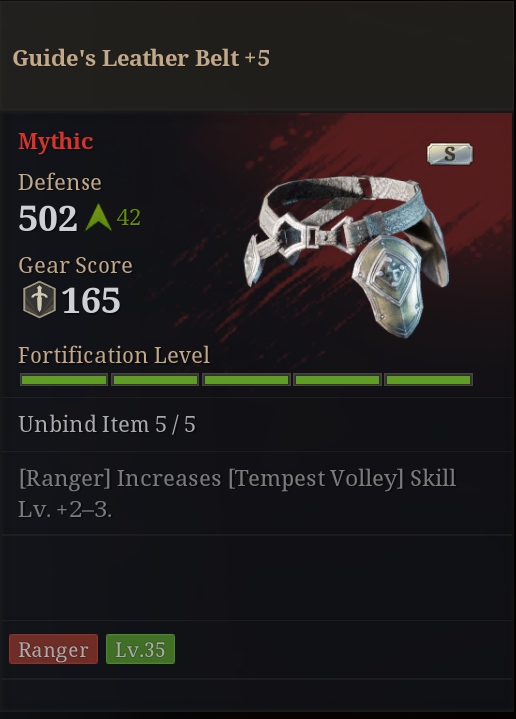 Guide's Leather Belt +5
Mythic
S
Defense
502 42
Gear Score
165
Fortification Level
Unbind Item 5 / 5
[Ranger] Increases [Tempest Volley] Skill
Lv. +2–3.
Ranger Lv.35